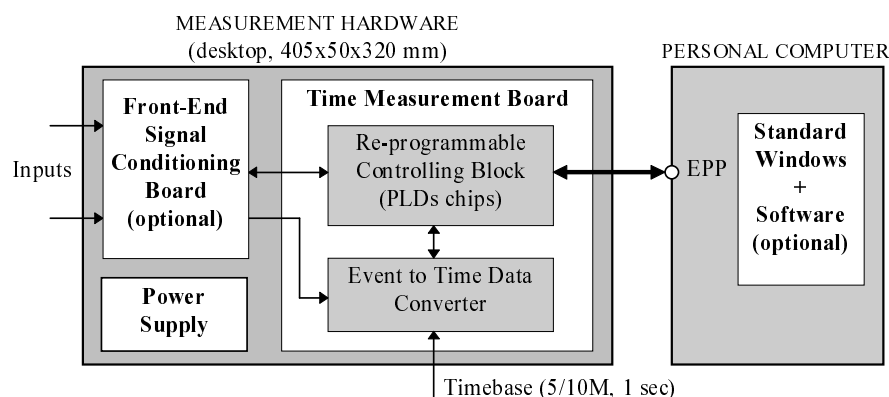 MEASUREMENT HARDWARE
(desktop, 405x50x320 mm)
PERSONAL COMPUTER
Front-End
Signal
Conditioning
Board
(optional)
Inputs
Power
Supply
Time Measurement Board
Re-programmable
Controlling Block
(PLDs chips)
Event to Time Data
Converter
Timebase (5/10M, 1 sec)
EPP
Standard
Windows
+
Software
(optional)